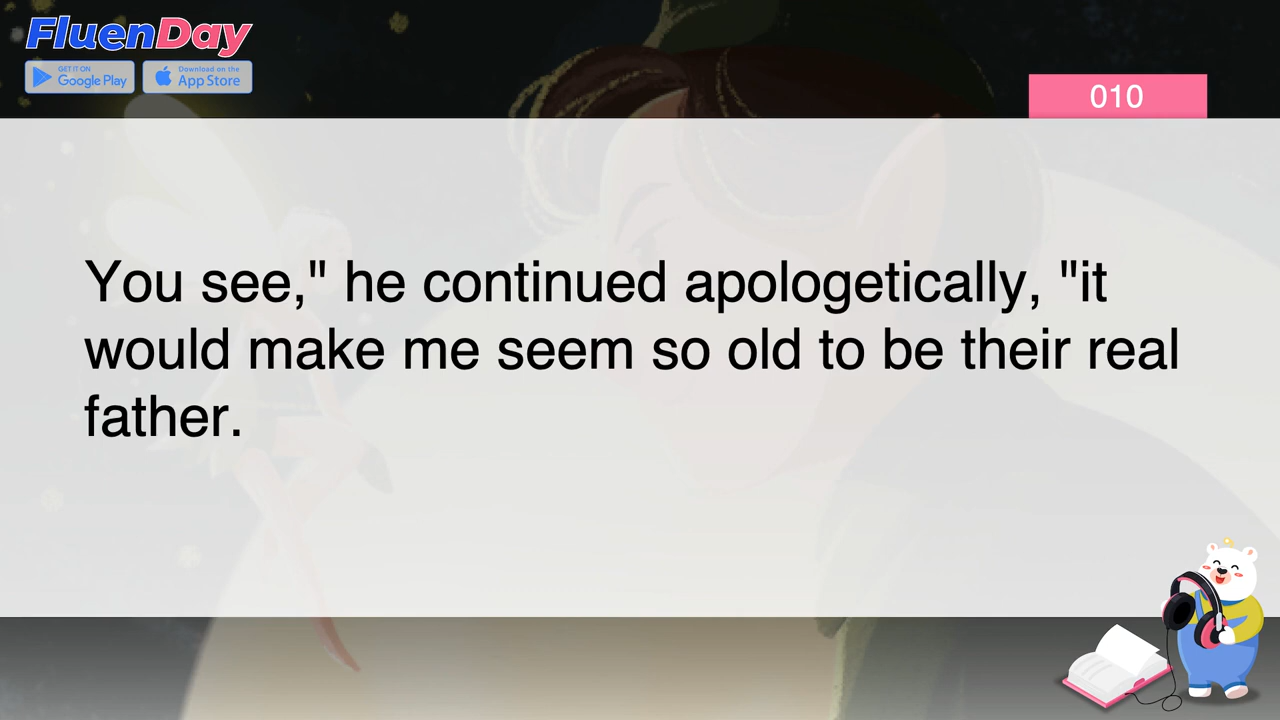 FluenDay
GET IT ON
Google Play
Download on the
App Store
010
You see," he continued apologetically, "it
would make me seem so old to be their real
father.